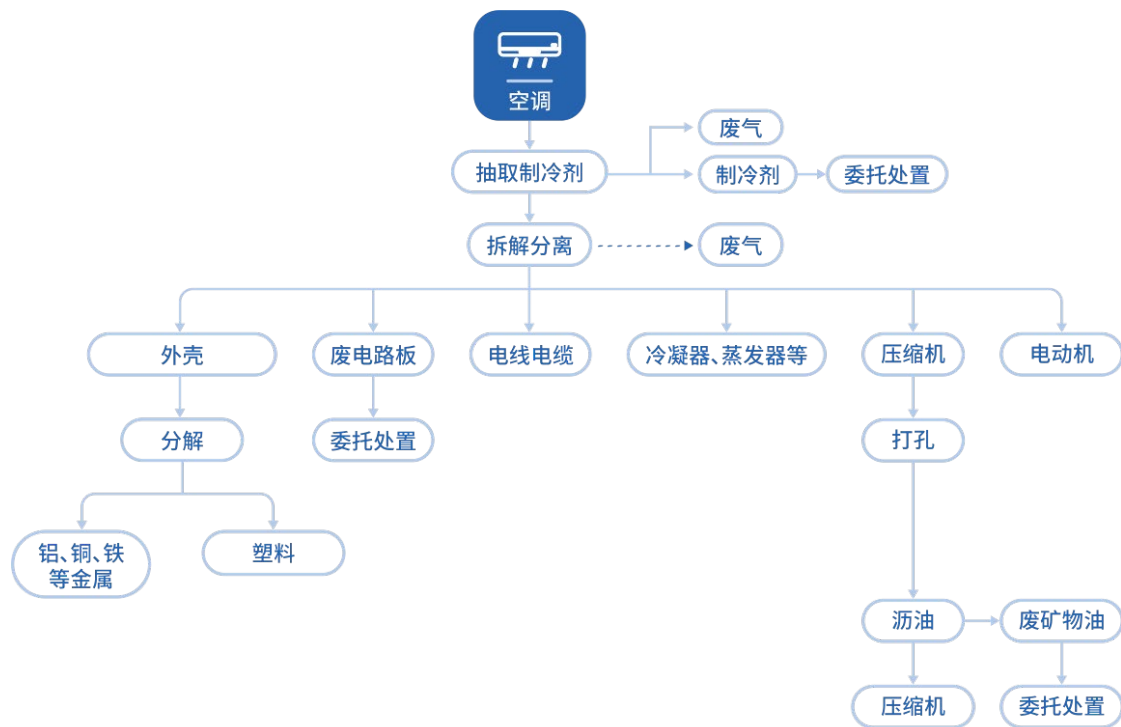 空调
废气
抽取制冷剂
制冷剂
委托处置
拆解分离
废气
外壳
废电路板
电线电缆
冷凝器、蒸发器等
压缩机
电动机
分解
委托处置
打孔
铝、铜、铁
等金属
塑料
沥油
废矿物油
压缩机
委托处置